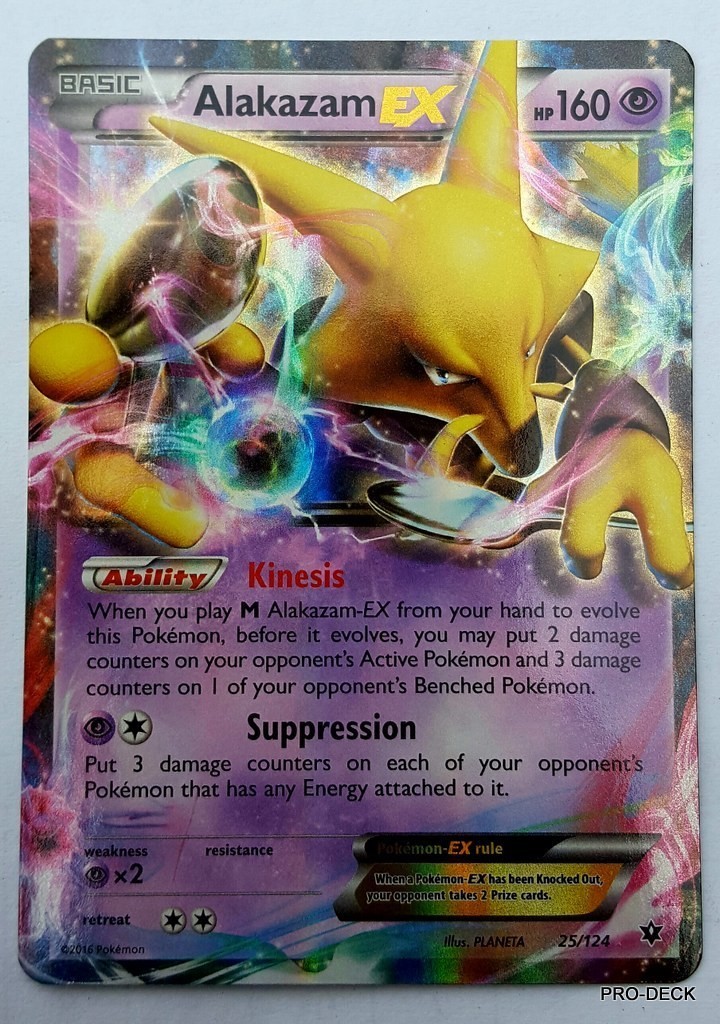 BASIC Alakazam EX HP 160
Ability Kinesis
When you play M Alakazam-EX from your hand to evolve
this Pokémon, before it evolves, you may put 2 damage
counters on your opponent's Active Pokémon and 3 damage
counters on 1 of your opponent's Benched Pokémon.
Suppression
Put 3 damage counters on each of your opponent's
Pokémon that has any Energy attached to it.
weakness resistance
×2
retreat
Pokémon-EX rule
When a Pokémon-EX has been Knocked Out,
your opponent takes 2 Prize cards.
©2016 Pokémon
Illus. PLANETA 25/124
PRO-DECK